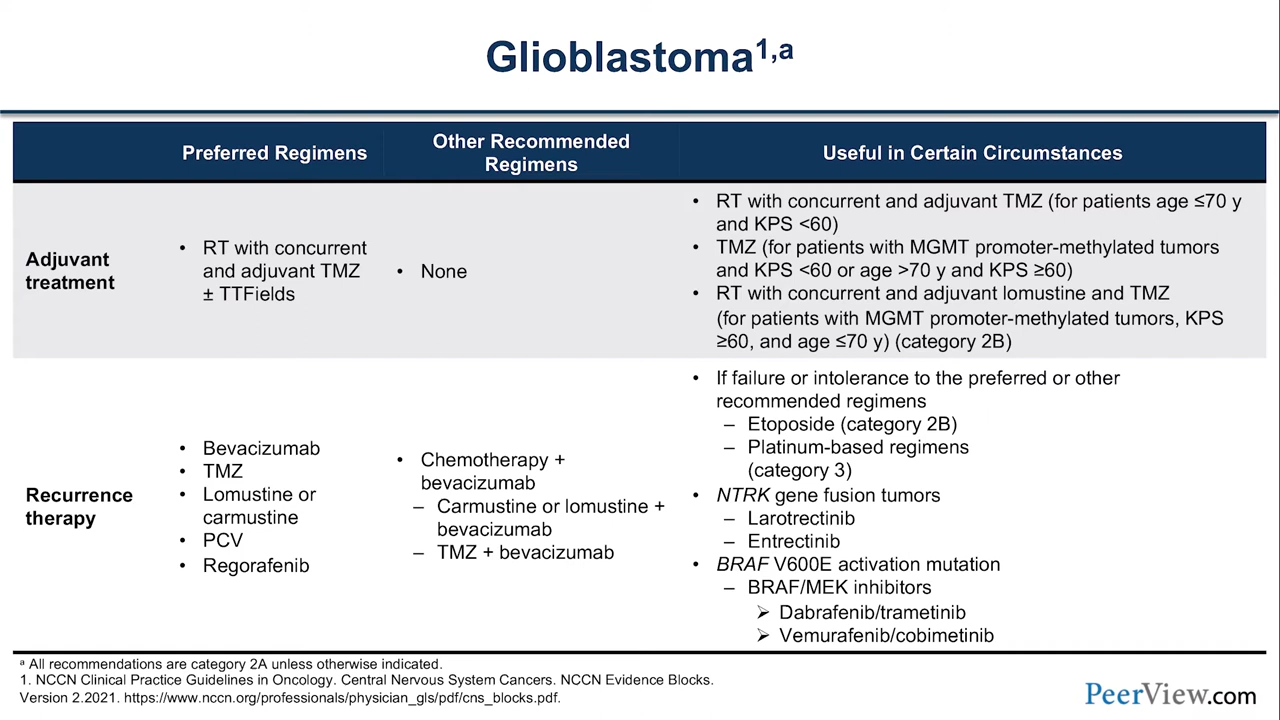 Glioblastoma1,a
Preferred Regimens
Other Recommended
Regimens
Useful in Certain Circumstances
Adjuvant
treatment
• RT with concurrent
and adjuvant TMZ
± TTFields
• None
• RT with concurrent and adjuvant TMZ (for patients age ≤70 y
and KPS <60)
• TMZ (for patients with MGMT promoter-methylated tumors
and KPS <60 or age >70 y and KPS ≥60)
• RT with concurrent and adjuvant lomustine and TMZ
(for patients with MGMT promoter-methylated tumors, KPS
≥60, and age ≤70 y) (category 2B)
Recurrence
therapy
• Bevacizumab
• TMZ
• Lomustine or
carmustine
• PCV
• Regorafenib
• Chemotherapy +
bevacizumab
– Carmustine or lomustine +
bevacizumab
– TMZ + bevacizumab
• If failure or intolerance to the preferred or other
recommended regimens
– Etoposide (category 2B)
– Platinum-based regimens
(category 3)
• NTRK gene fusion tumors
– Larotrectinib
– Entrectinib
• BRAF V600E activation mutation
– BRAF/MEK inhibitors
➢ Dabrafenib/trametinib
➢ Vemurafenib/cobimetinib
a All recommendations are category 2A unless otherwise indicated.
1. NCCN Clinical Practice Guidelines in Oncology. Central Nervous System Cancers. NCCN Evidence Blocks.
Version 2.2021. https://www.nccn.org/professionals/physician_gls/pdf/cns_blocks.pdf.
PeerView.com